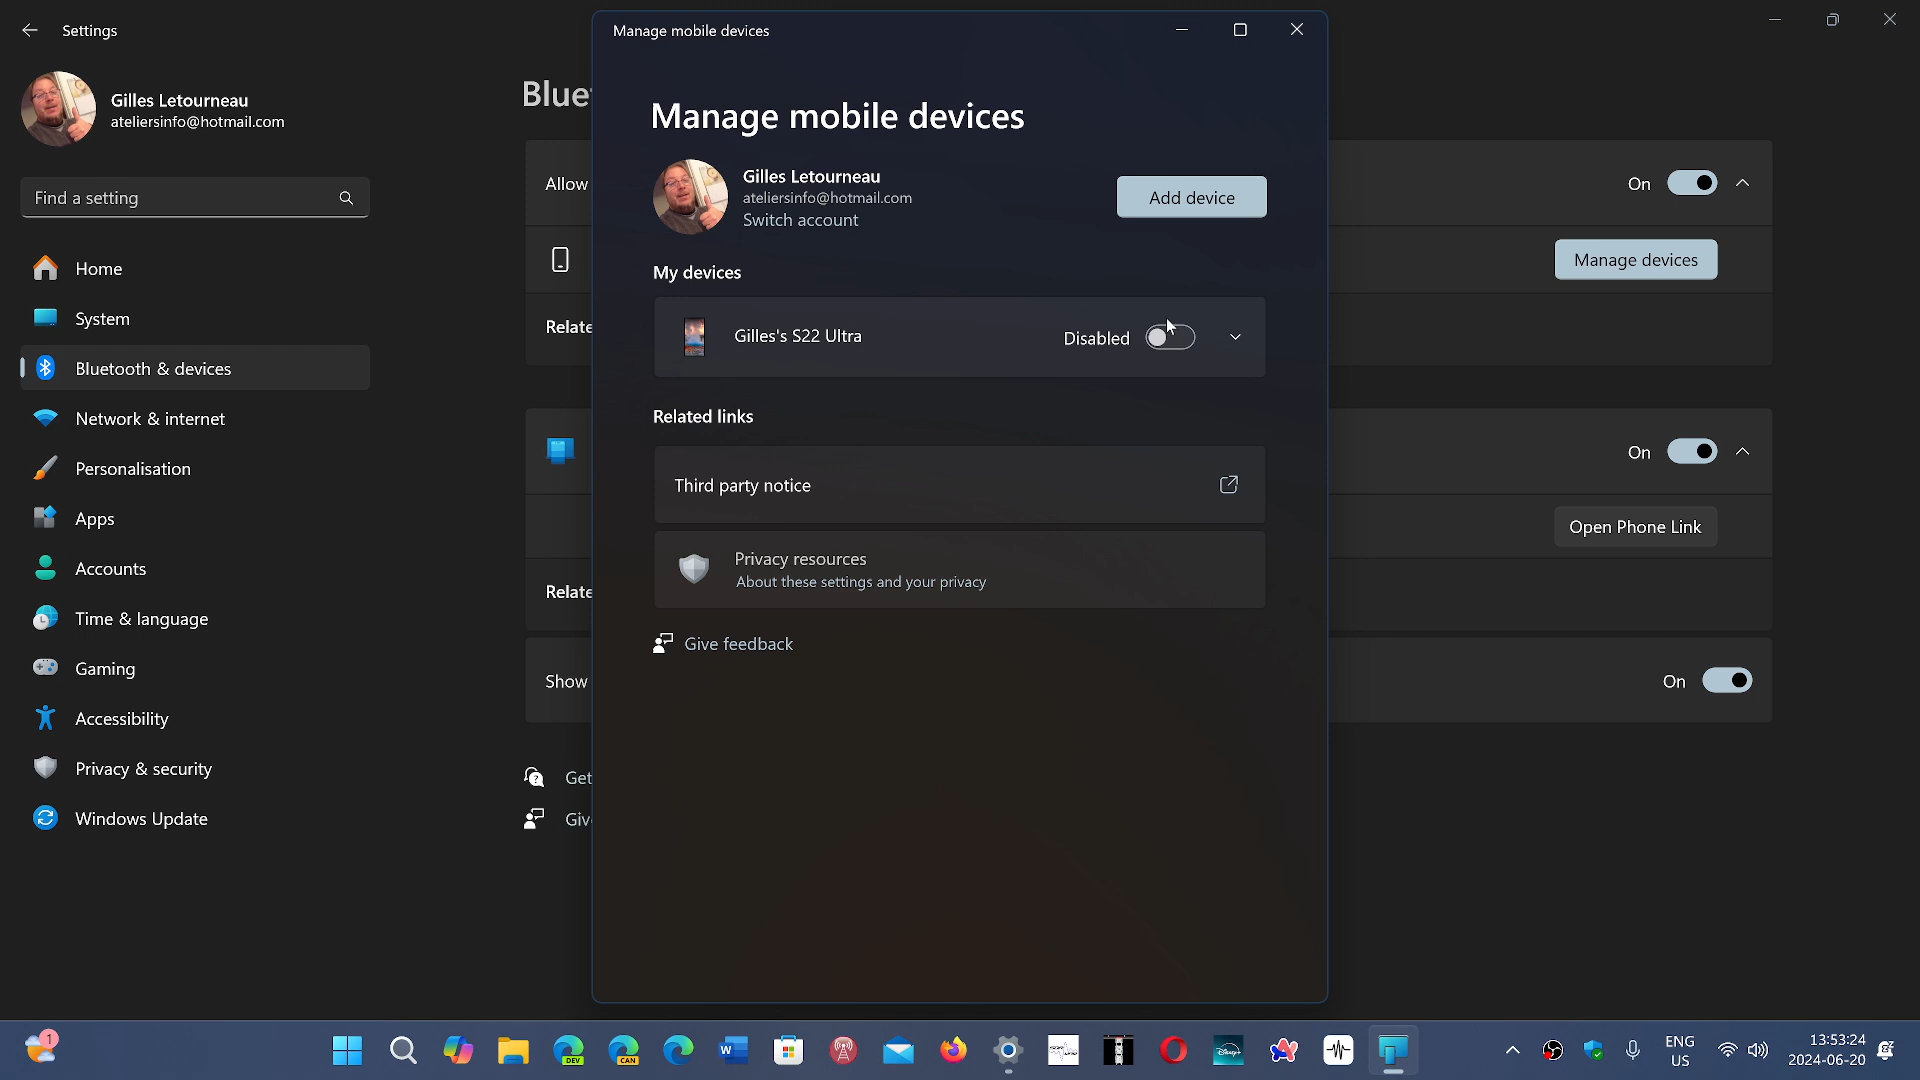 Settings
Gilles Letourneau
ateliersinfo@hotmail.com
Find a setting
Home
System
Bluetooth & devices
Network & internet
Personalisation
Apps
Accounts
Time & language
Gaming
Accessibility
Privacy & security
Windows Update
Blue
Allow
On
Manage devices
Relate
On
Open Phone Link
Relate
Show
On
Get
Giv
Manage mobile devices
Manage mobile devices
Gilles Letourneau
ateliersinfo@hotmail.com
Switch account
Add device
My devices
Gilles's S22 Ultra
Disabled
Related links
Third party notice
Privacy resources
About these settings and your privacy
Give feedback
1
DEV
CAN
W
Disney+
ENG
US
13:53:24
2024-06-20